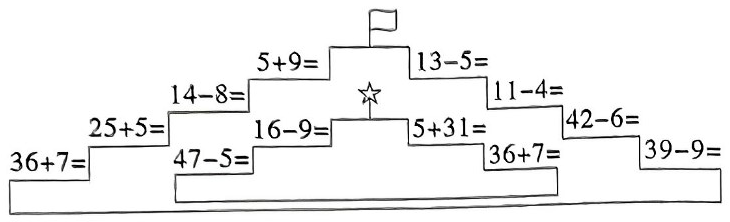 5+9= 13−5=
14−8= 11−4=
25+5= 16−9= 5+31= 42−6=
36+7= 47−5= 36+7= 39−9=